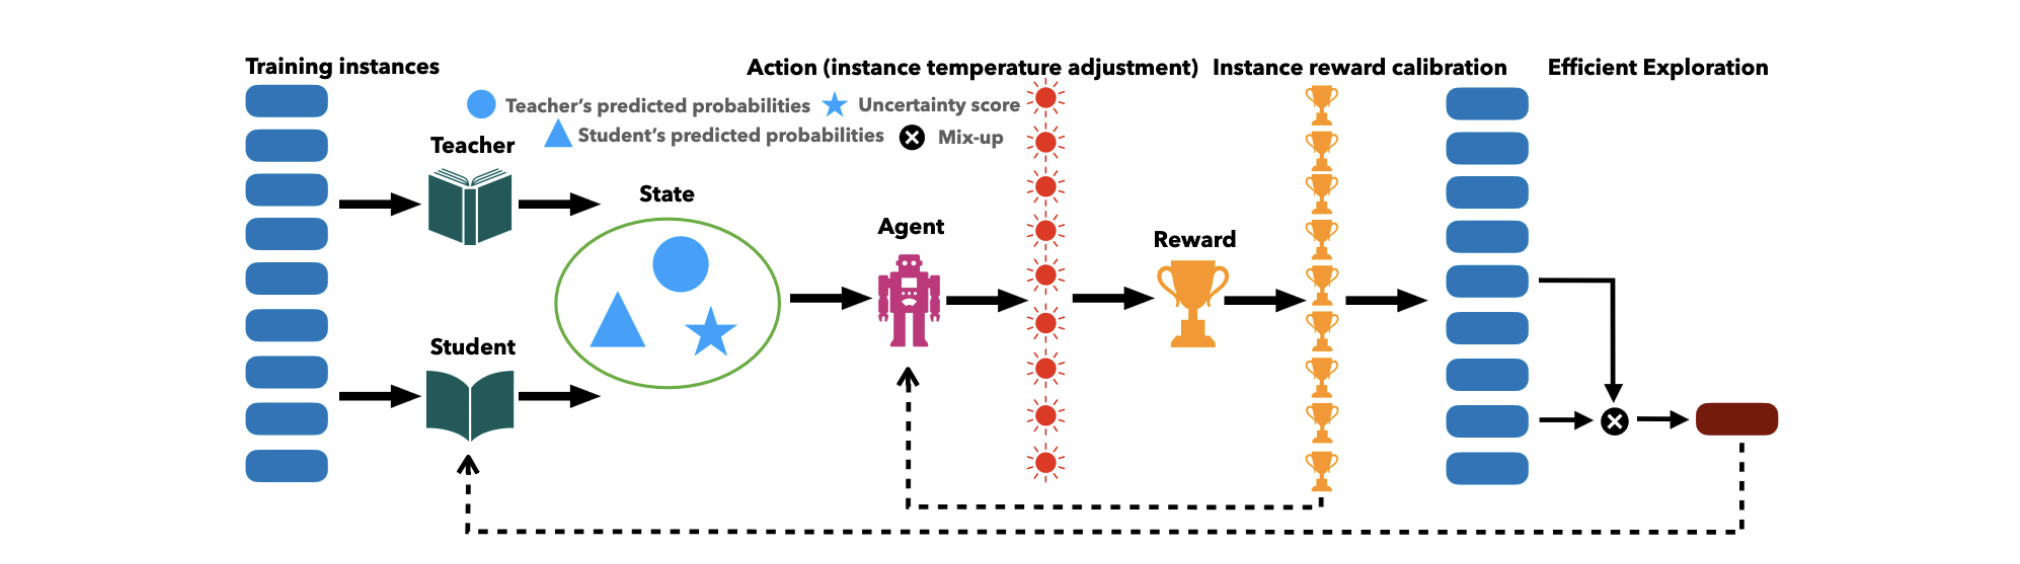 Training instances
Action (instance temperature adjustment)
Instance reward calibration
Efficient Exploration
Teacher’s predicted probabilities
Uncertainty score
Student’s predicted probabilities
Mix-up
Teacher
State
Agent
Reward
Student